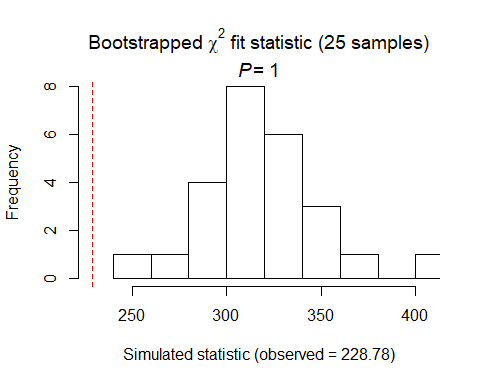 Bootstrapped χ² fit statistic (25 samples)
P= 1
Frequency
8
6
4
2
0
250 300 350 400
Simulated statistic (observed = 228.78)